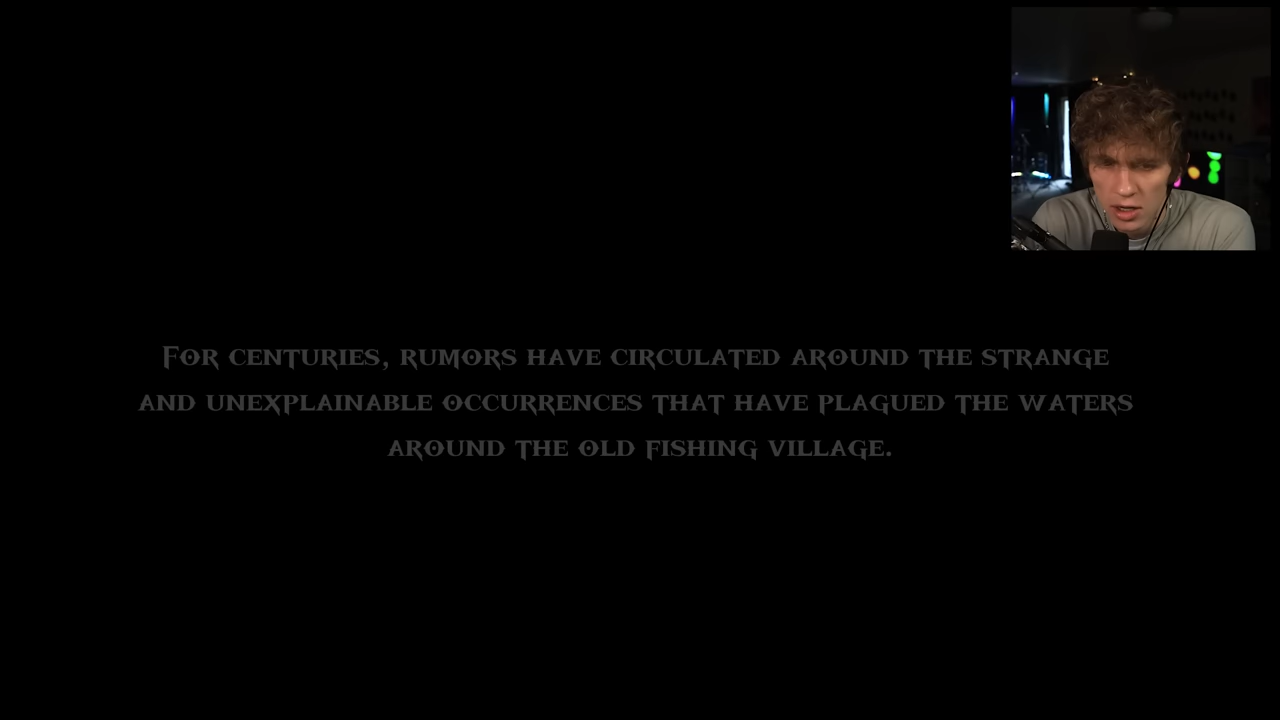 For centuries, rumors have circulated around the strange
and unexplainable occurrences that have plagued the waters
around the old fishing village.